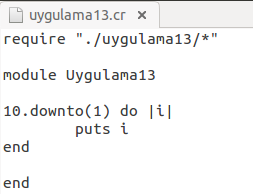 uygulama13.cr ×
require "./uygulama13/*"
module Uygulama13
10.downto(1) do |i|
puts i
end
end